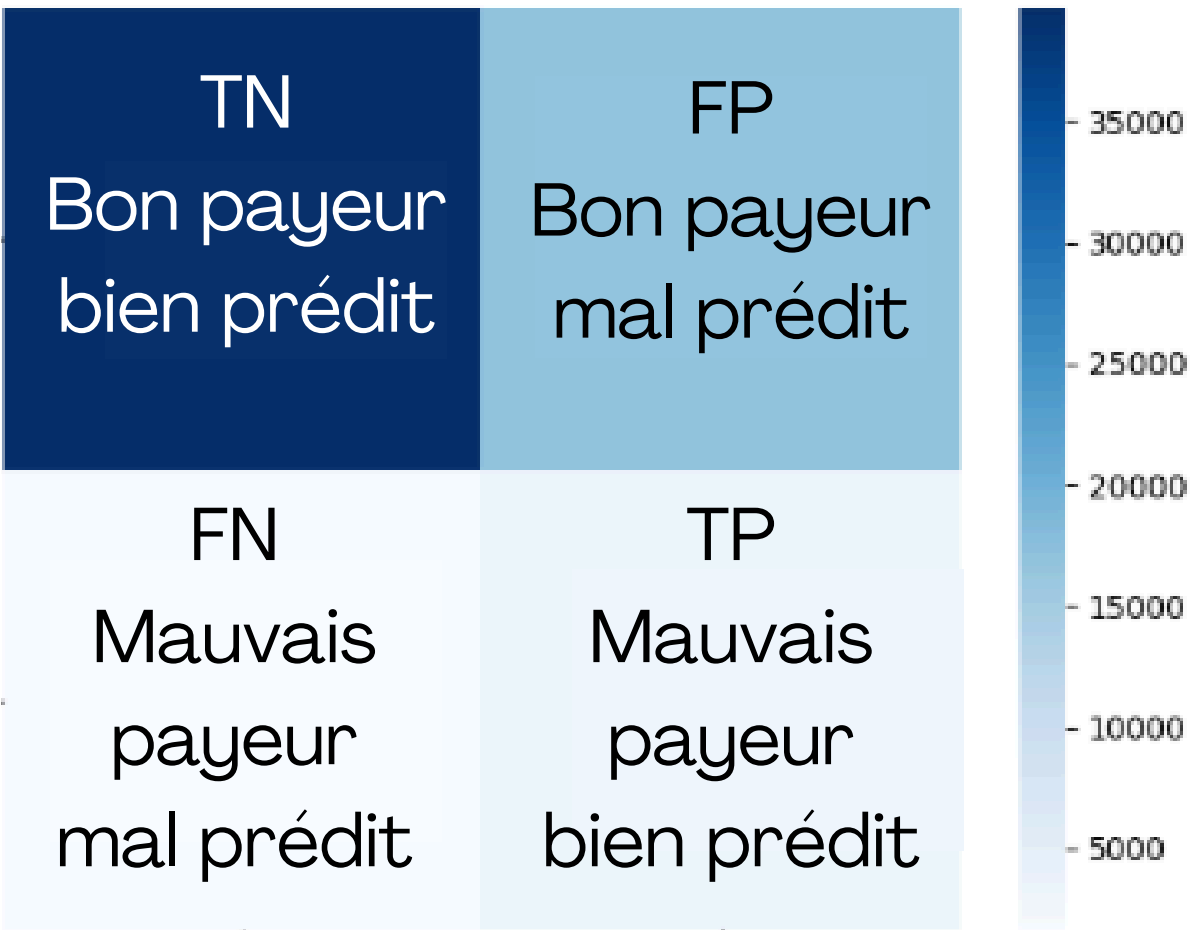 TN
Bon payeur
bien prédit
FP
Bon payeur
mal prédit
FN
Mauvais
payeur
mal prédit
TP
Mauvais
payeur
bien prédit
35000
30000
25000
20000
15000
10000
5000